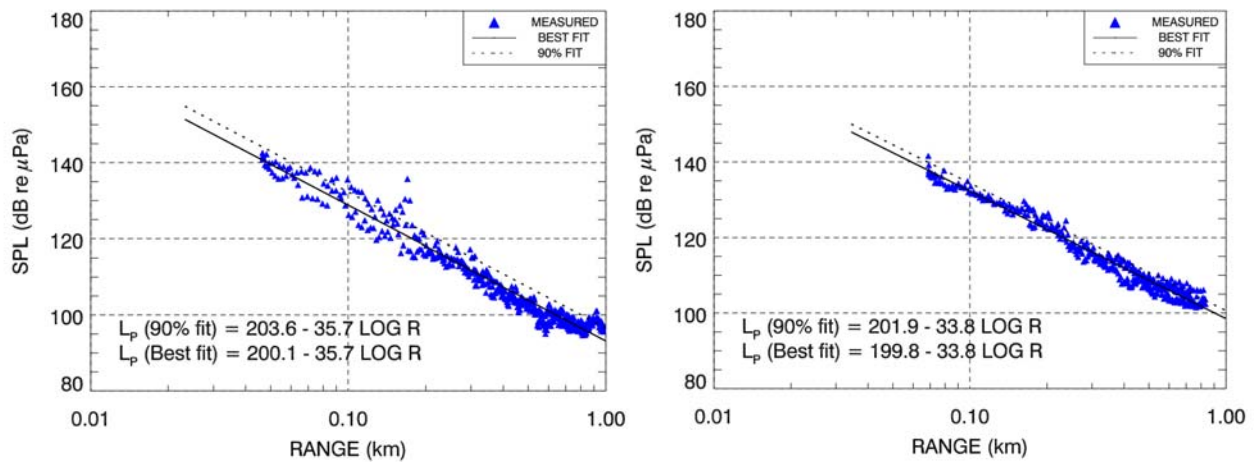 180
160
140
120
100
80
SPL (dB re μPa)
MEASURED
BEST FIT
90% FIT
L_P (90% fit) = 203.6 - 35.7 LOG R
L_P (Best fit) = 200.1 - 35.7 LOG R
0.01
0.10
1.00
RANGE (km)
180
160
140
120
100
80
SPL (dB re μPa)
MEASURED
BEST FIT
90% FIT
L_P (90% fit) = 201.9 - 33.8 LOG R
L_P (Best fit) = 199.8 - 33.8 LOG R
0.01
0.10
1.00
RANGE (km)